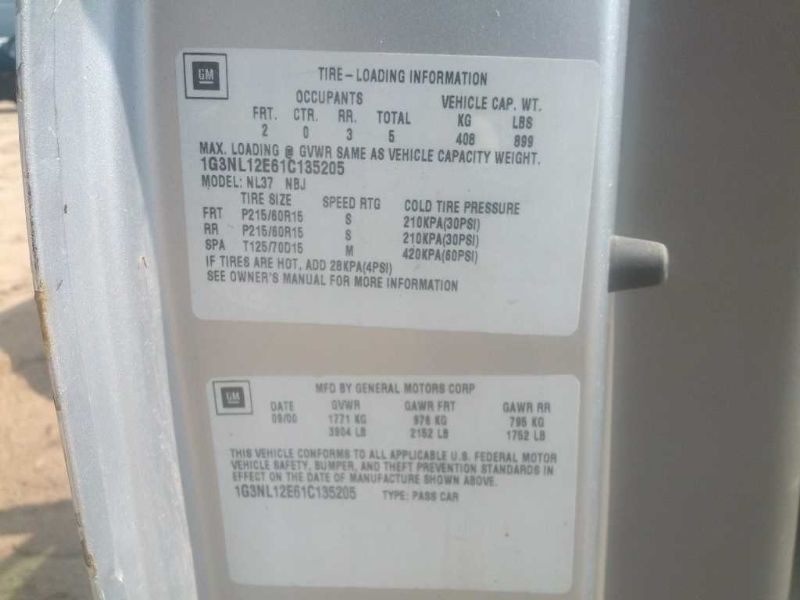 GM
TIRE-LOADING INFORMATION
OCCUPANTS VEHICLE CAP. WT.
FRT. CTR. RR. TOTAL KG LBS
2 0 3 5 408 899
MAX. LOADING @ GVWR SAME AS VEHICLE CAPACITY WEIGHT.
1G3NL12E61C135205
MODEL: NL37 NBJ
TIRE SIZE SPEED RTG COLD TIRE PRESSURE
FRT P215/60R15 S 210KPA(30PSI)
RR P215/60R15 S 210KPA(30PSI)
SPA T125/70D15 M 420KPA(60PSI)
IF TIRES ARE HOT, ADD 28KPA(4PSI)
SEE OWNER'S MANUAL FOR MORE INFORMATION
GM
MFD BY GENERAL MOTORS CORP
DATE GVWR GAWR FRT GAWR RR
09/00 1771 KG 976 KG 795 KG
3904 LB 2152 LB 1752 LB
THIS VEHICLE CONFORMS TO ALL APPLICABLE U.S. FEDERAL MOTOR
VEHICLE SAFETY, BUMPER, AND THEFT PREVENTION STANDARDS IN
EFFECT ON THE DATE OF MANUFACTURE SHOWN ABOVE.
1G3NL12E61C135205 TYPE: PASS CAR